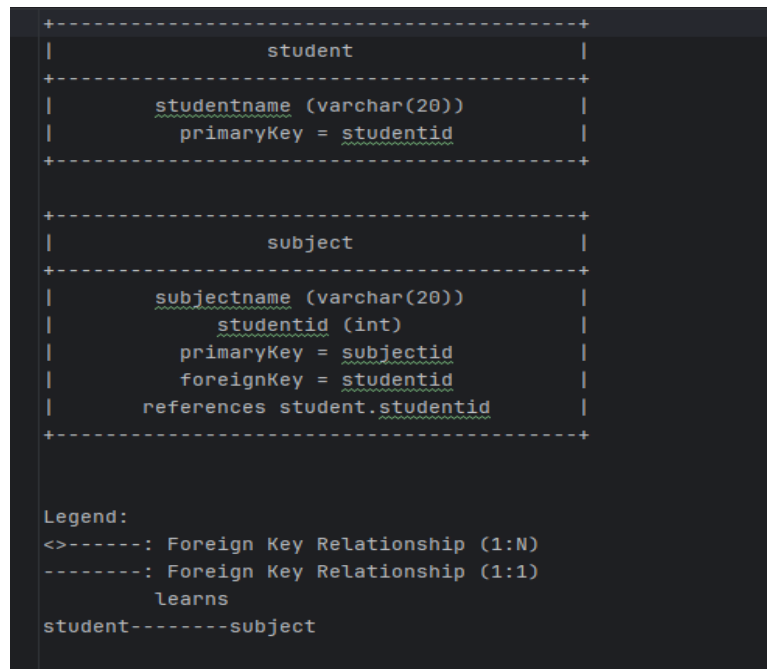 +------------------------------------------+
|                 student                  |
+------------------------------------------+
|        studentname (varchar(20))         |
|          primaryKey = studentid          |
+------------------------------------------+
+------------------------------------------+
|                 subject                  |
+------------------------------------------+
|        subjectname (varchar(20))         |
|             studentid (int)              |
|          primaryKey = subjectid          |
|          foreignKey = studentid          |
|       references student.studentid       |
+------------------------------------------+
Legend:
<>------: Foreign Key Relationship (1:N)
--------: Foreign Key Relationship (1:1)
         learns
student--------subject